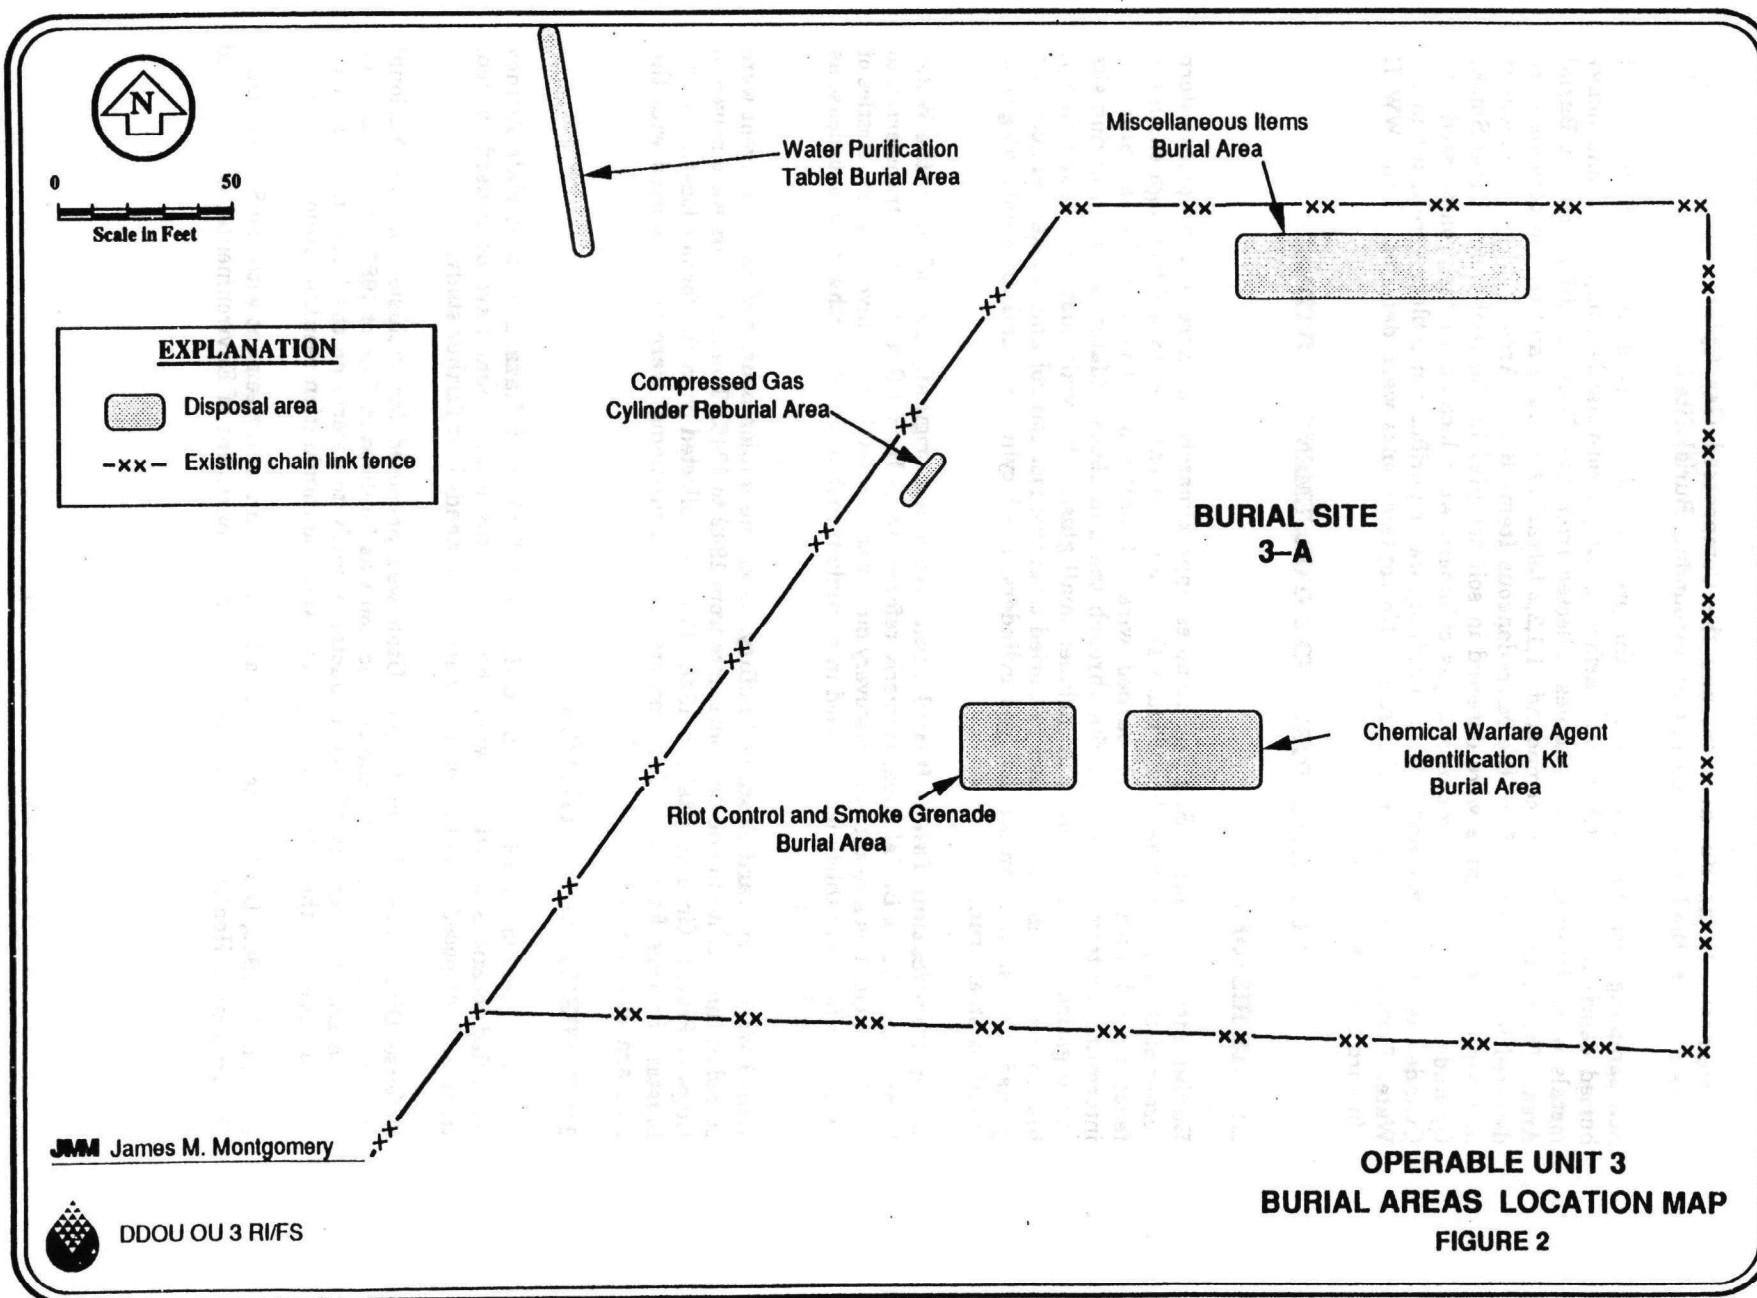 N
0 50
Scale in Feet
EXPLANATION
Disposal area
-xx- Existing chain link fence
Water Purification
Tablet Burial Area
Miscellaneous Items
Burial Area
Compressed Gas
Cylinder Reburial Area
BURIAL SITE
3-A
Riot Control and Smoke Grenade
Burial Area
Chemical Warfare Agent
Identification Kit
Burial Area
JMM James M. Montgomery
DDOU OU 3 RI/FS
OPERABLE UNIT 3
BURIAL AREAS LOCATION MAP
FIGURE 2